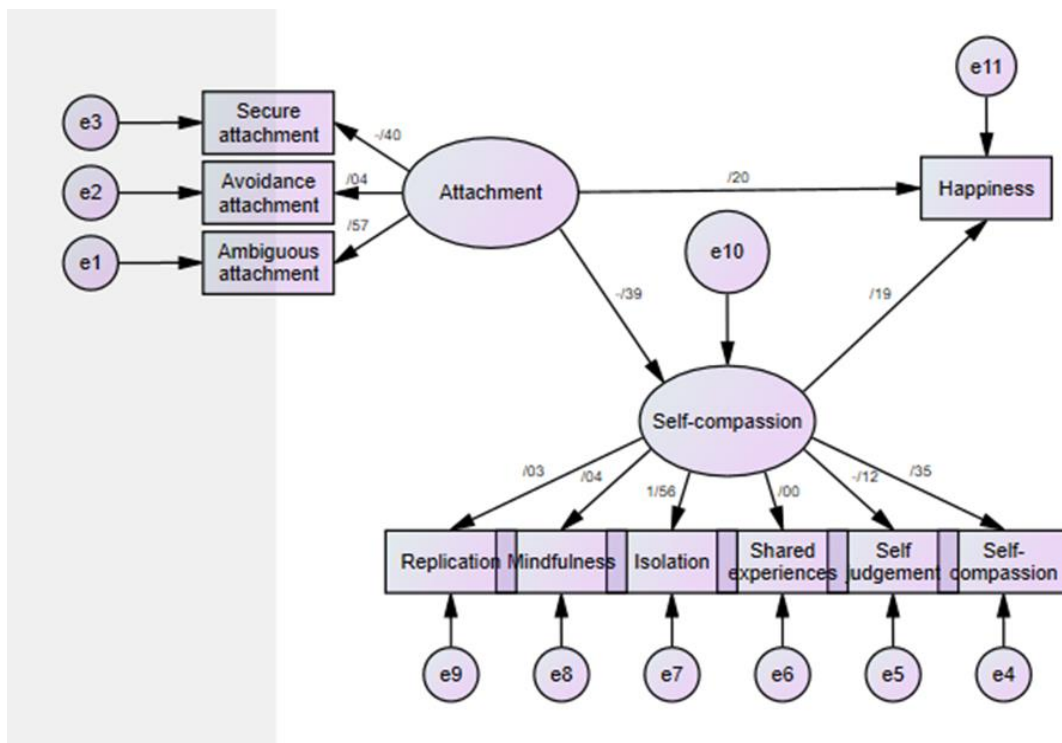 e11
e3
Secure
attachment
-/40
e2
Avoidance
attachment
/04
Attachment
/20
Happiness
/57
e1
Ambiguous
attachment
e10
-/39
/19
Self-compassion
/03
/04
1/56
/00
-/12
/35
Replication
Mindfulness
Isolation
Shared
experiences
Self
judgement
Self-
compassion
e9
e8
e7
e6
e5
e4